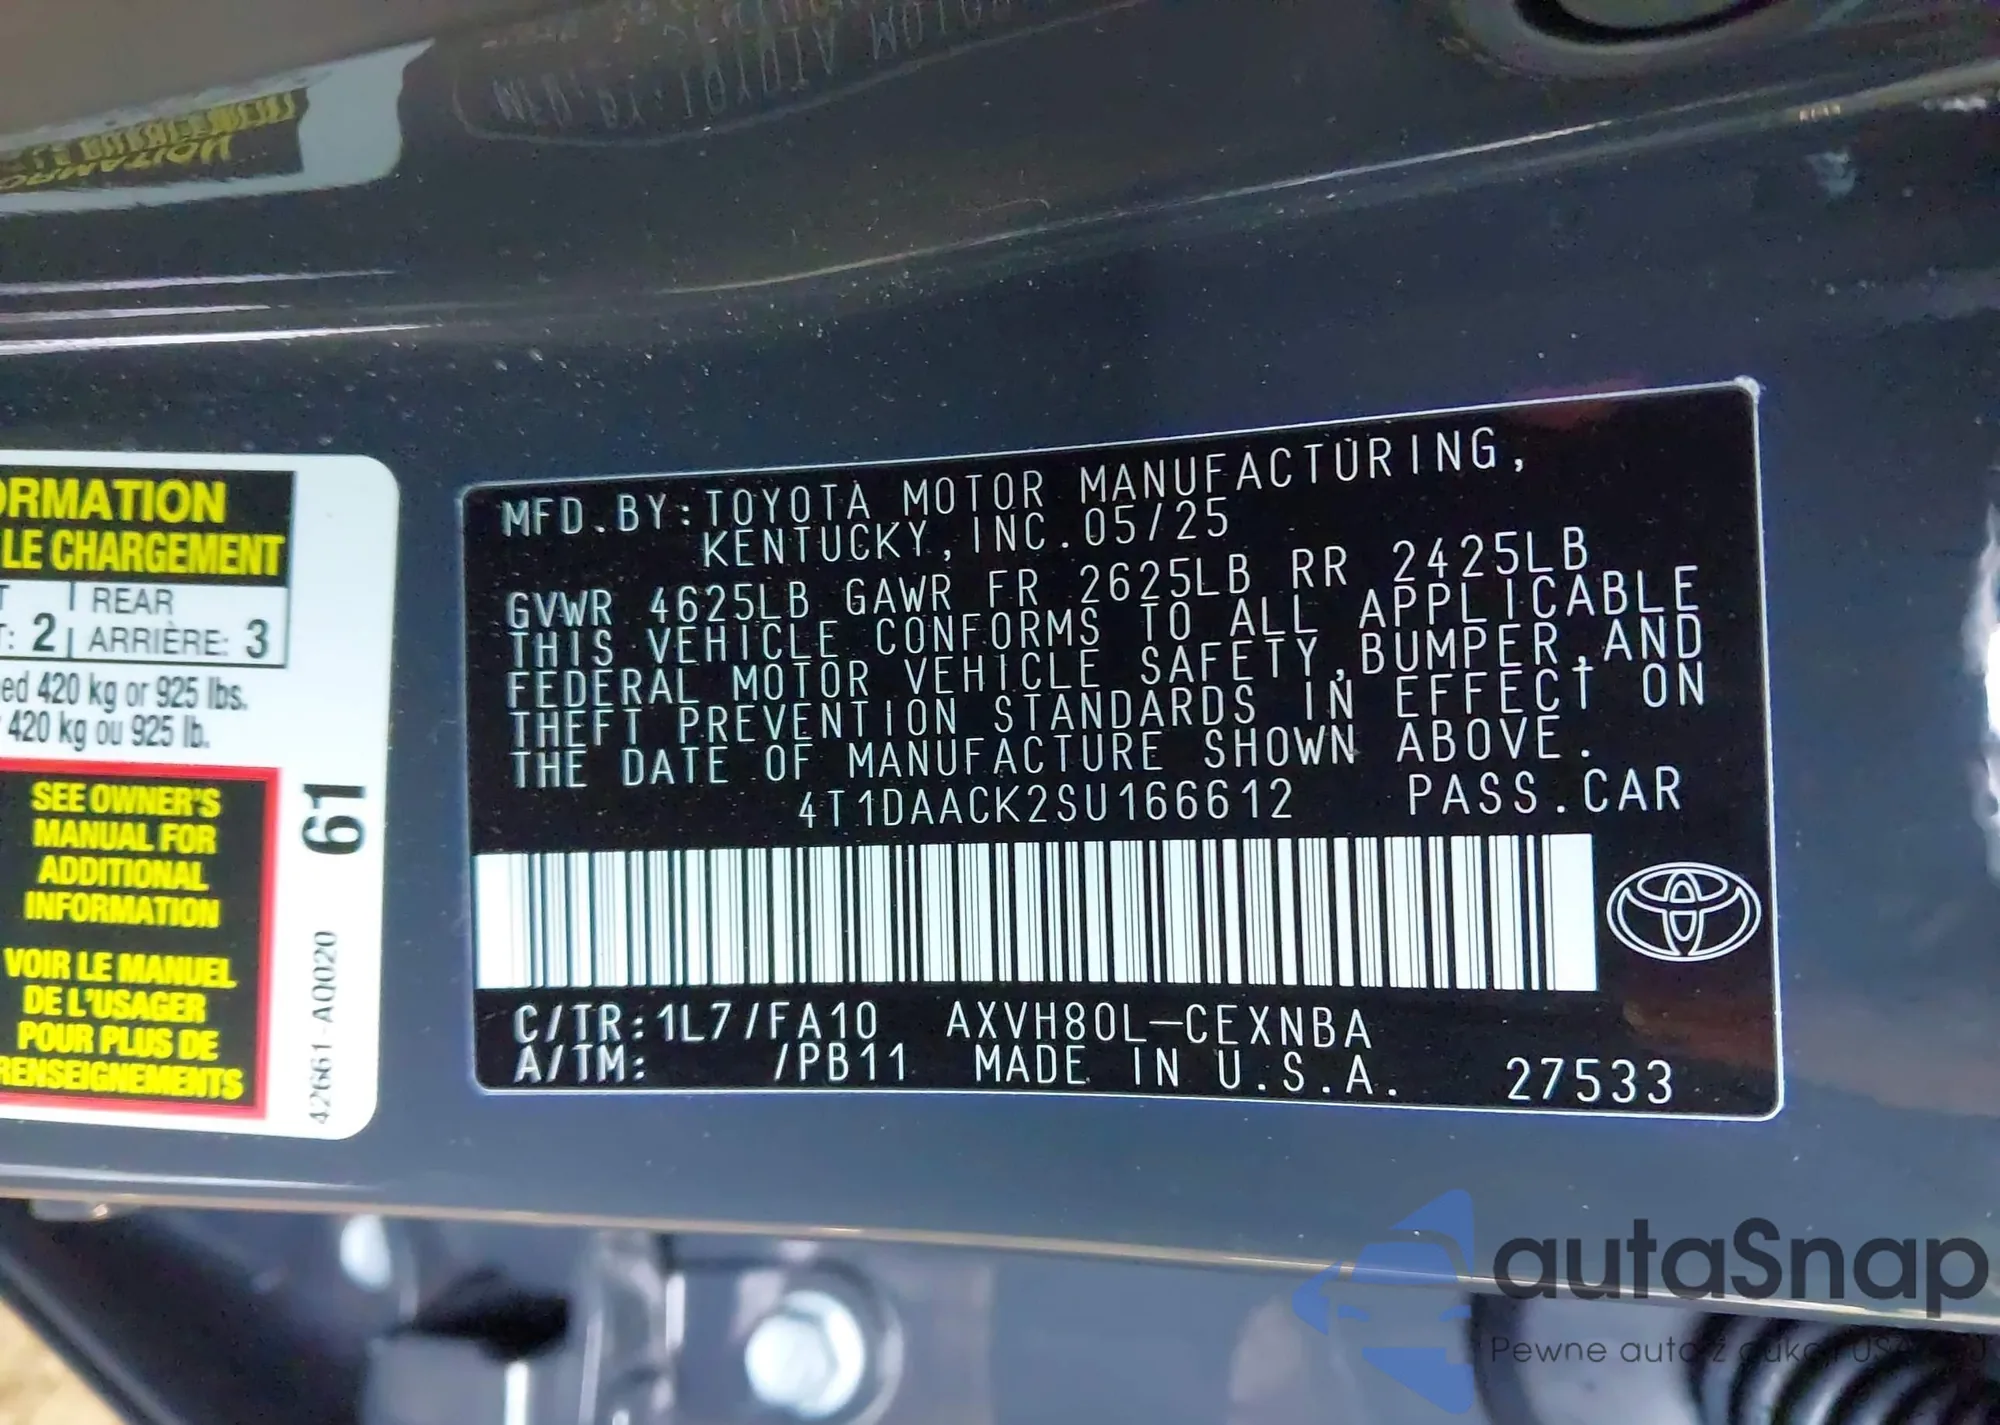 ORMATION
LE CHARGEMENT
REAR
: 2 ARRIÈRE: 3
ed 420 kg or 925 lbs.
420 kg ou 925 lb.
SEE OWNER'S
MANUAL FOR
ADDITIONAL
INFORMATION
VOIR LE MANUEL
DE L'USAGER
POUR PLUS DE
RENSEIGNEMENTS
61
42661-A0020
MFD.BY:TOYOTA MOTOR MANUFACTURING,
KENTUCKY,INC.05/25
GVWR 4625LB GAWR FR 2625LB RR 2425LB
THIS VEHICLE CONFORMS TO ALL APPLICABLE
FEDERAL MOTOR VEHICLE SAFETY,BUMPER,AND
THEFT PREVENTION STANDARDS IN EFFECT ON
THE DATE OF MANUFACTURE SHOWN ABOVE.
4T1DAACK2SU166612 PASS.CAR
C/TR:1L7/FA10 AXVH80L-CEXNBA
A/TM: /PB11 MADE IN U.S.A. 27533
autaSnap
Pewne auto z